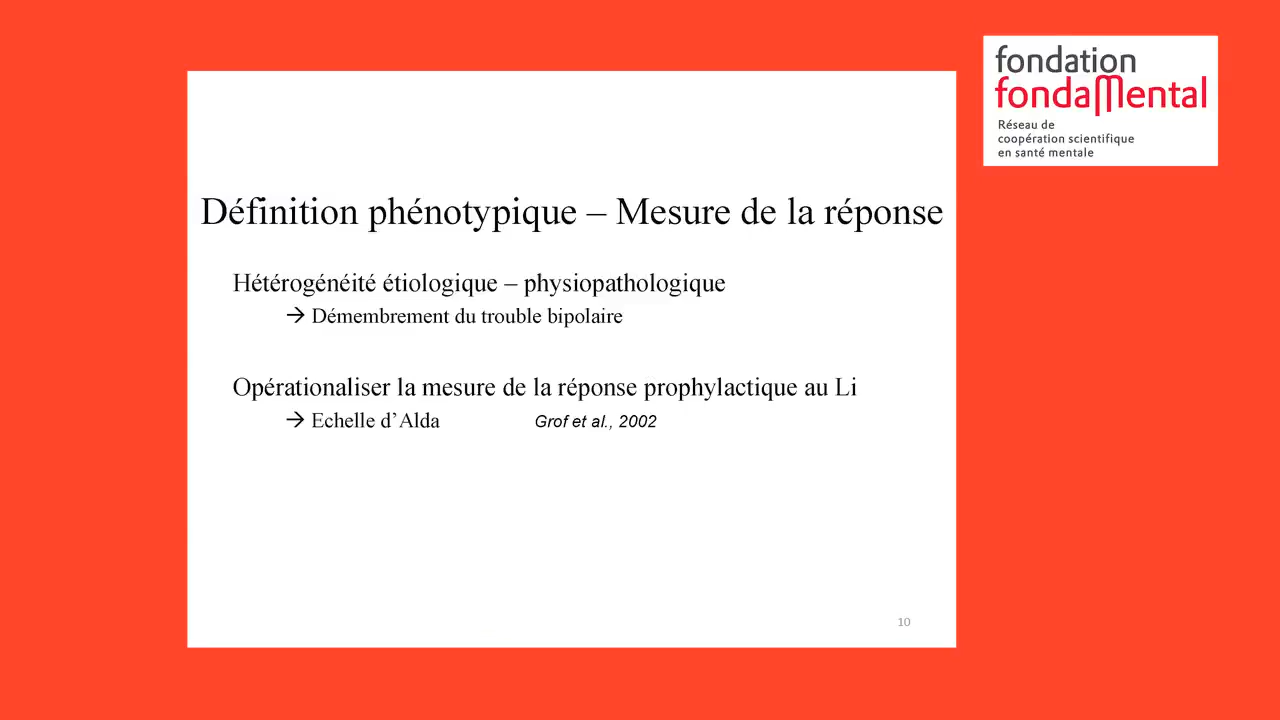 fondation
fondaMental
Réseau de
coopération scientifique
en santé mentale
Définition phénotypique – Mesure de la réponse
Hétérogénéité étiologique – physiopathologique
→ Démembrement du trouble bipolaire
Opérationaliser la mesure de la réponse prophylactique au Li
→ Echelle d’Alda Grof et al., 2002
10